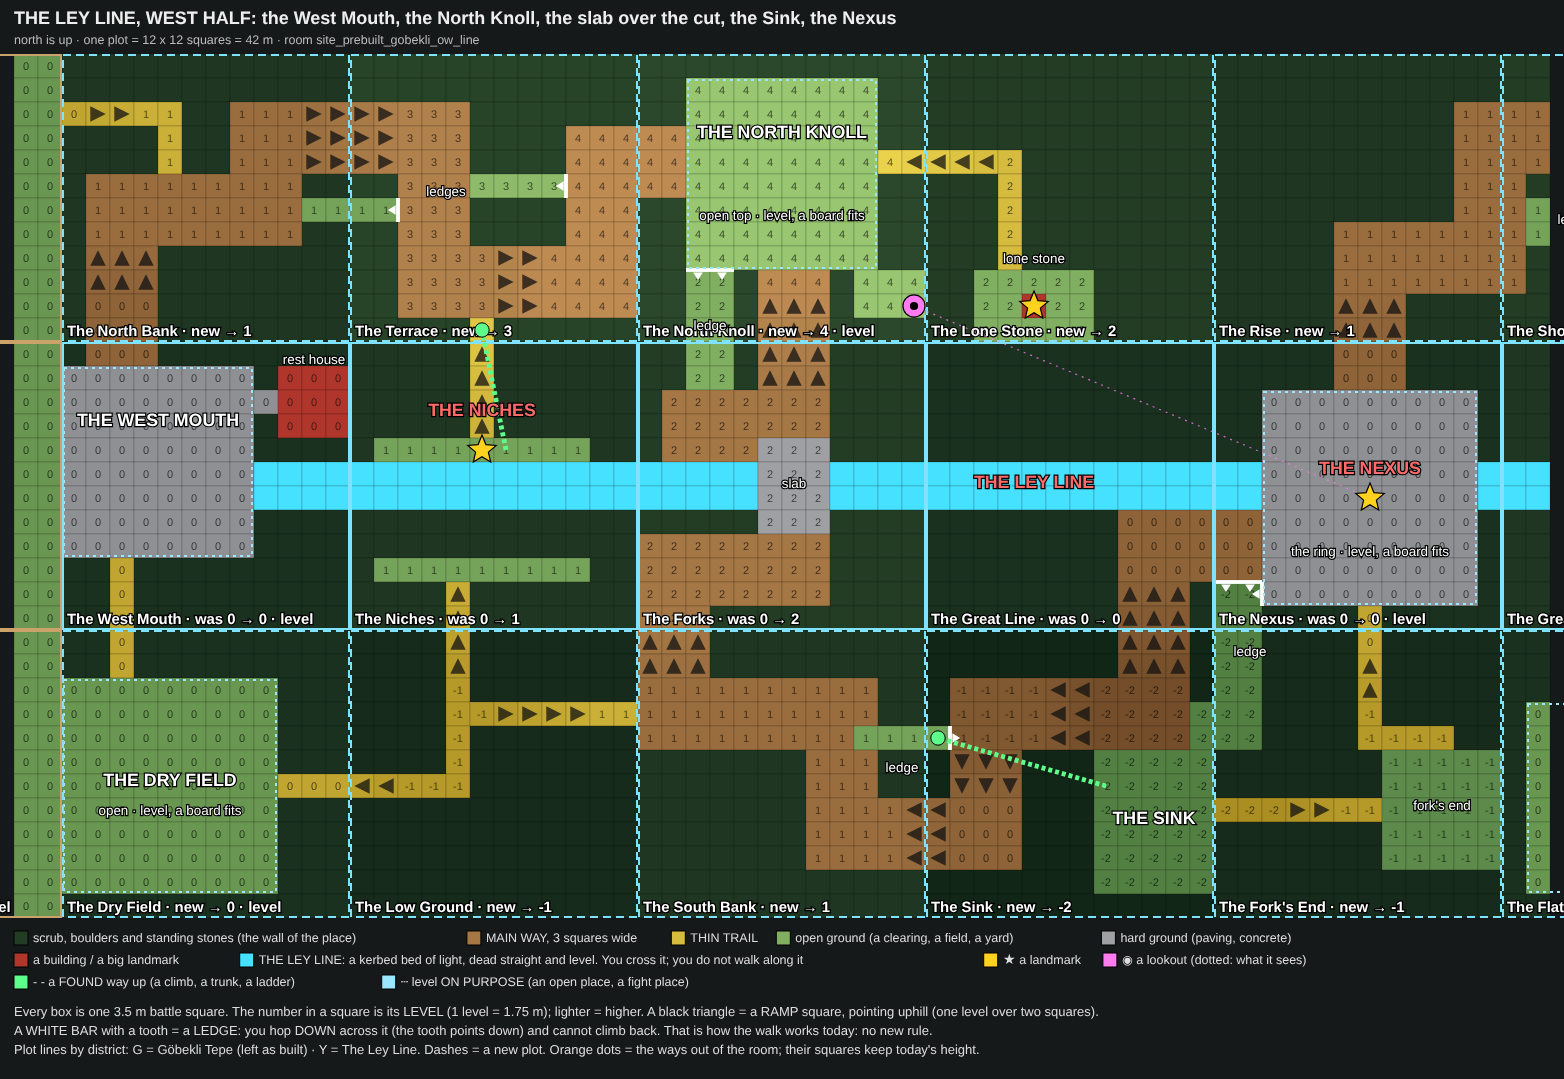 THE LEY LINE, WEST HALF: the West Mouth, the North Knoll, the slab over the cut, the Sink, the Nexus
north is up · one plot = 12 x 12 squares = 42 m · room site_prebuilt_gobekli_ow_line
THE NORTH KNOLL
ledges
open top · level, a board fits
lone stone
ledge
The North Bank · new → 1
The Terrace · new → 3
The North Knoll · new → 4 · level
The Lone Stone · new → 2
The Rise · new → 1
The Sho
rest house
THE WEST MOUTH
THE NICHES
THE NEXUS
slab
THE LEY LINE
the ring · level, a board fits
The West Mouth · was 0 → 0 · level
The Niches · was 0 → 1
The Forks · was 0 → 2
The Great Line · was 0 → 0
The Nexus · was 0 → 0 · level
The Gre
ledge
ledge
THE DRY FIELD
open · level, a board fits
fork's end
THE SINK
el
The Dry Field · new → 0 · level
The Low Ground · new → -1
The South Bank · new → 1
The Sink · new → -2
The Fork's End · new → -1
The Flat
scrub, boulders and standing stones (the wall of the place)
MAIN WAY, 3 squares wide
THIN TRAIL
open ground (a clearing, a field, a yard)
hard ground (paving, concrete)
a building / a big landmark
THE LEY LINE: a kerbed bed of light, dead straight and level. You cross it; you do not walk along it
★ a landmark
◉ a lookout (dotted: what it sees)
- - a FOUND way up (a climb, a trunk, a ladder)
┄ level ON PURPOSE (an open place, a fight place)
Every box is one 3.5 m battle square. The number in a square is its LEVEL (1 level = 1.75 m); lighter = higher. A black triangle = a RAMP square, pointing uphill (one level over two squares).
A WHITE BAR with a tooth = a LEDGE: you hop DOWN across it (the tooth points down) and cannot climb back. That is how the walk works today: no new rule.
Plot lines by district: G = Göbekli Tepe (left as built) · Y = The Ley Line. Dashes = a new plot. Orange dots = the ways out of the room; their squares keep today's height.